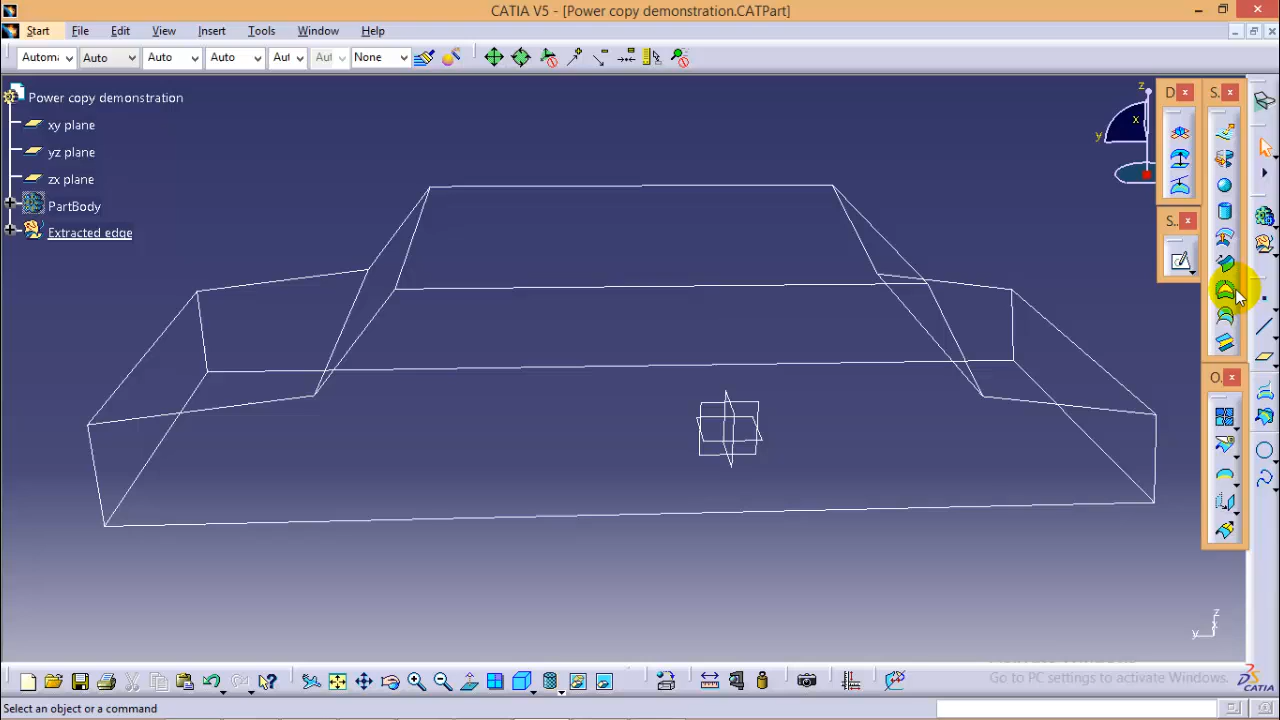 CATIA V5 - [Power copy demonstration.CATPart]
Start File Edit View Insert Tools Window Help
Automa Auto Auto Auto Aut Aut None
Power copy demonstration
xy plane
yz plane
zx plane
PartBody
Extracted edge
z
x
y
D
S.
S..
O.
z
x
y
Go to PC settings to activate Windows.
CATIA
Select an object or a command